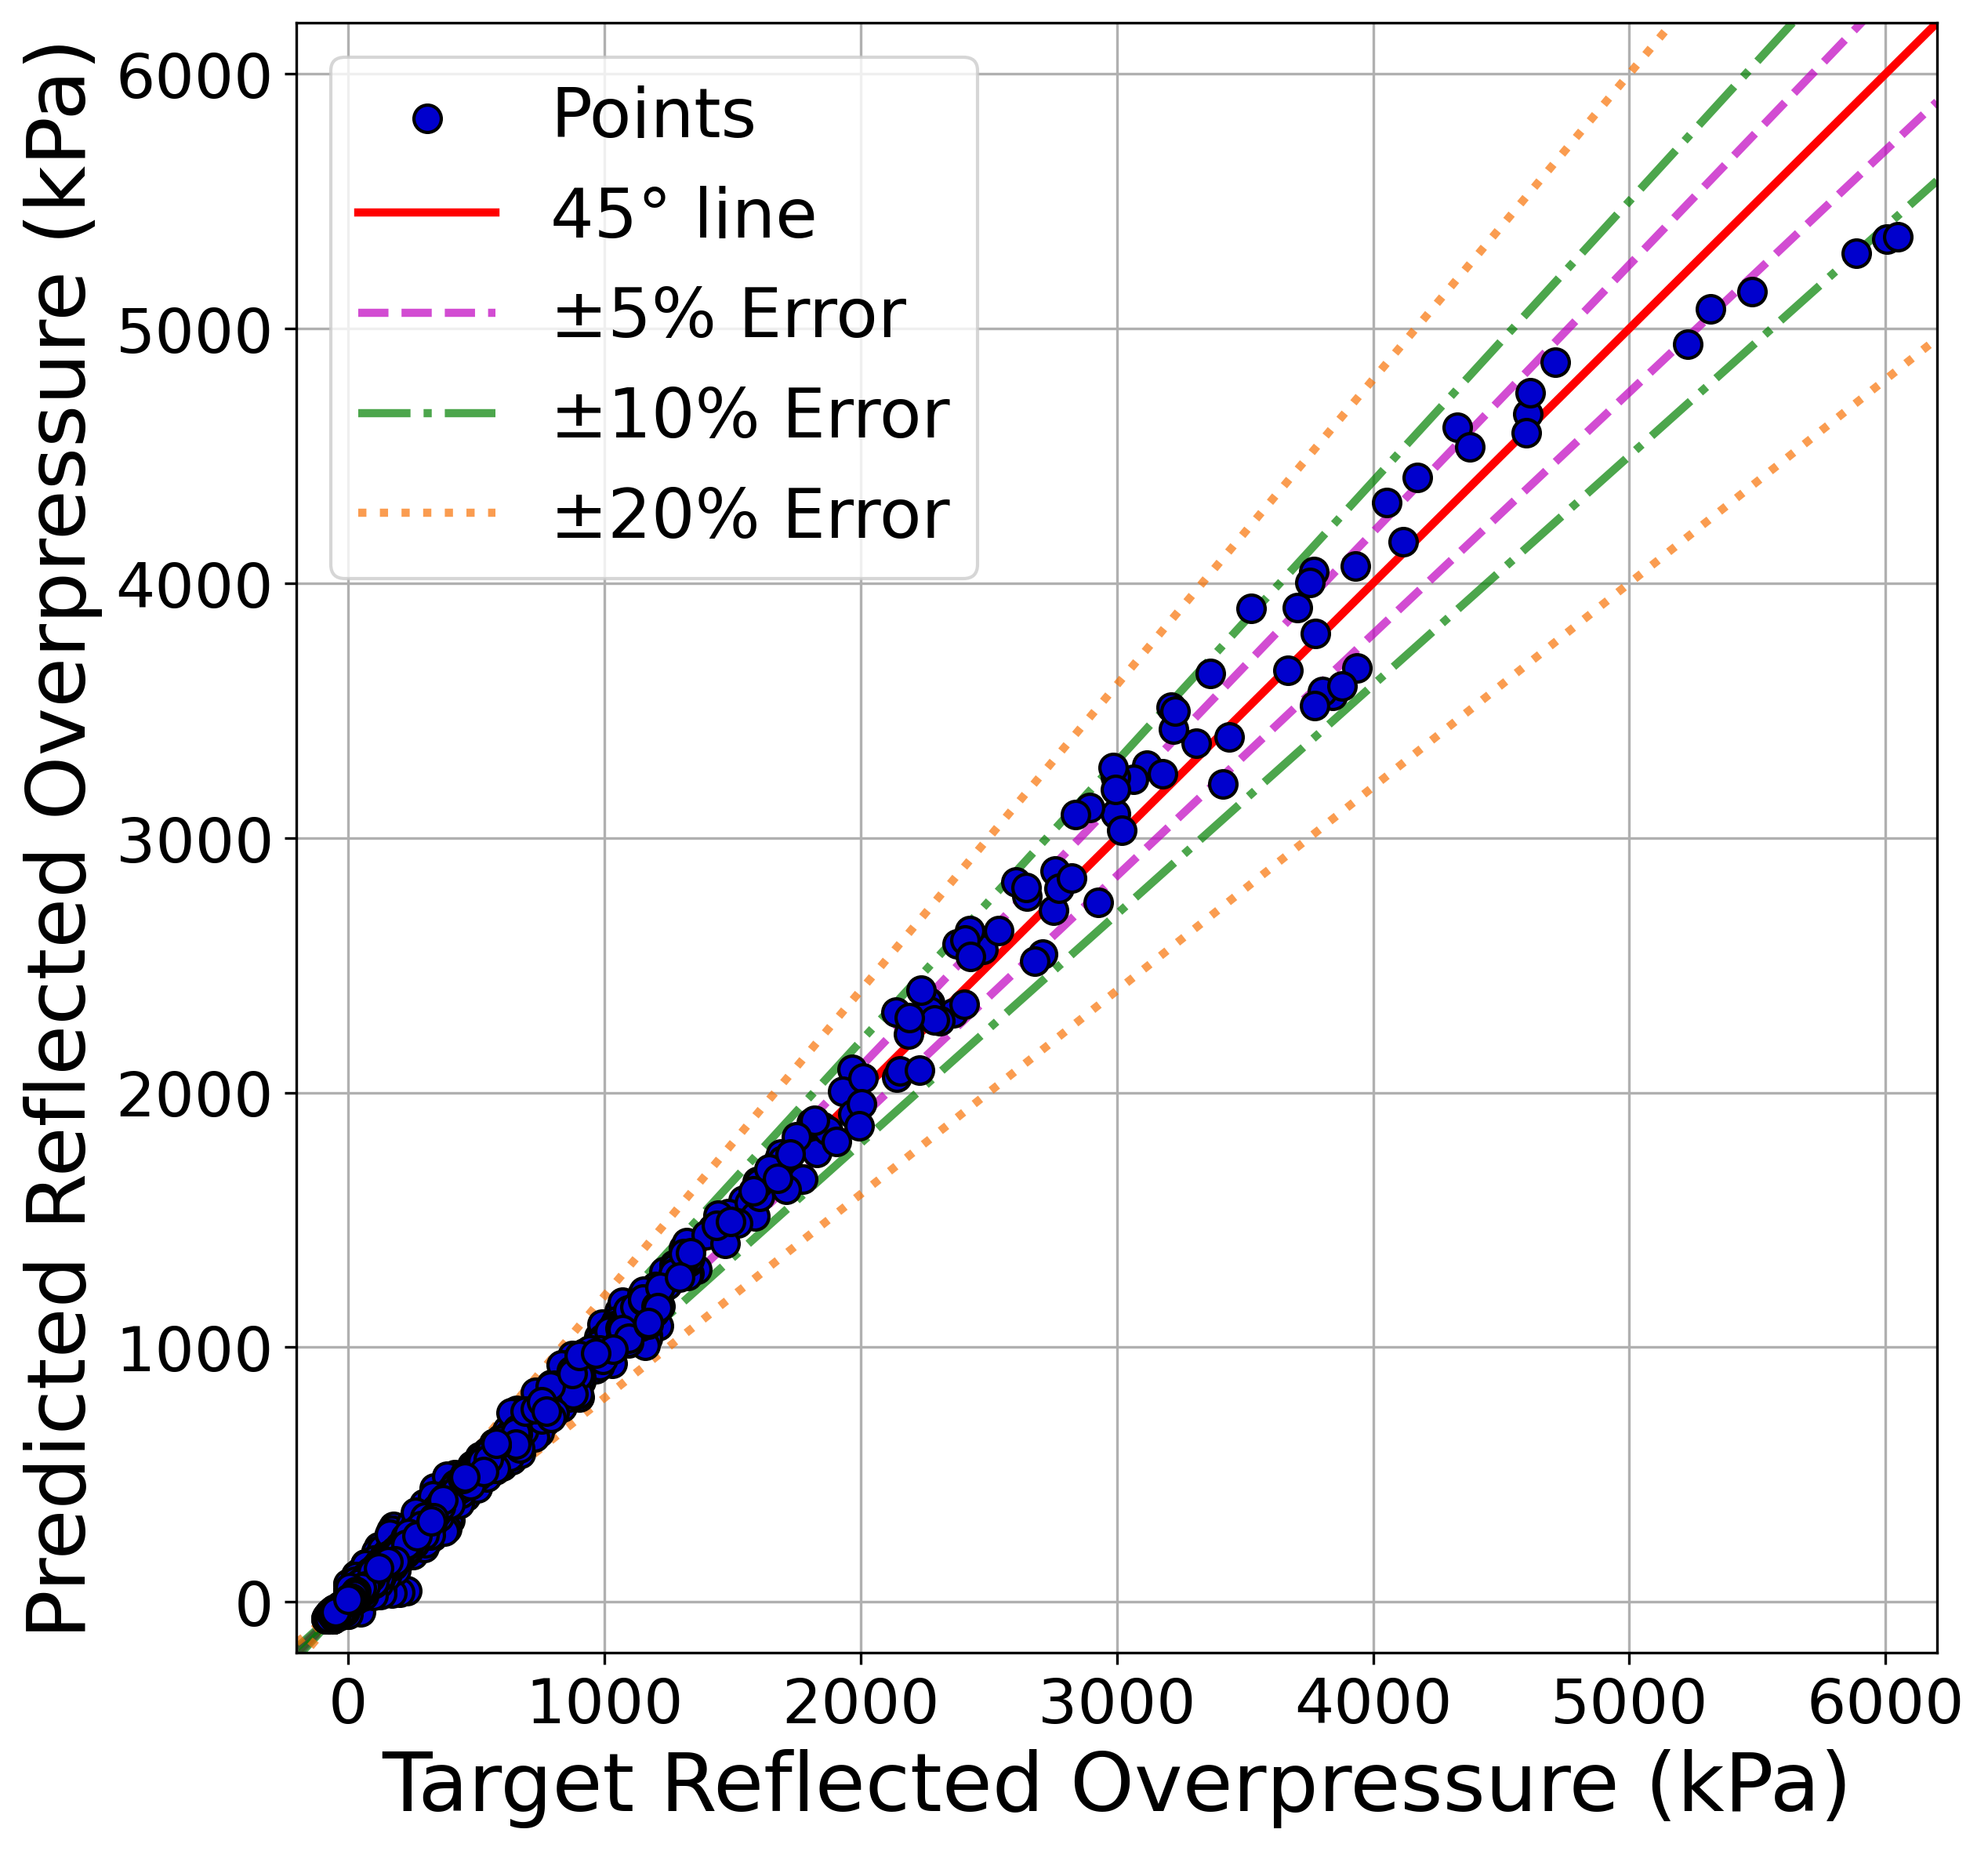 Predicted Reflected Overpressure (kPa)
6000
5000
4000
3000
2000
1000
0
Points
45° line
±5% Error
±10% Error
±20% Error
0 1000 2000 3000 4000 5000 6000
Target Reflected Overpressure (kPa)